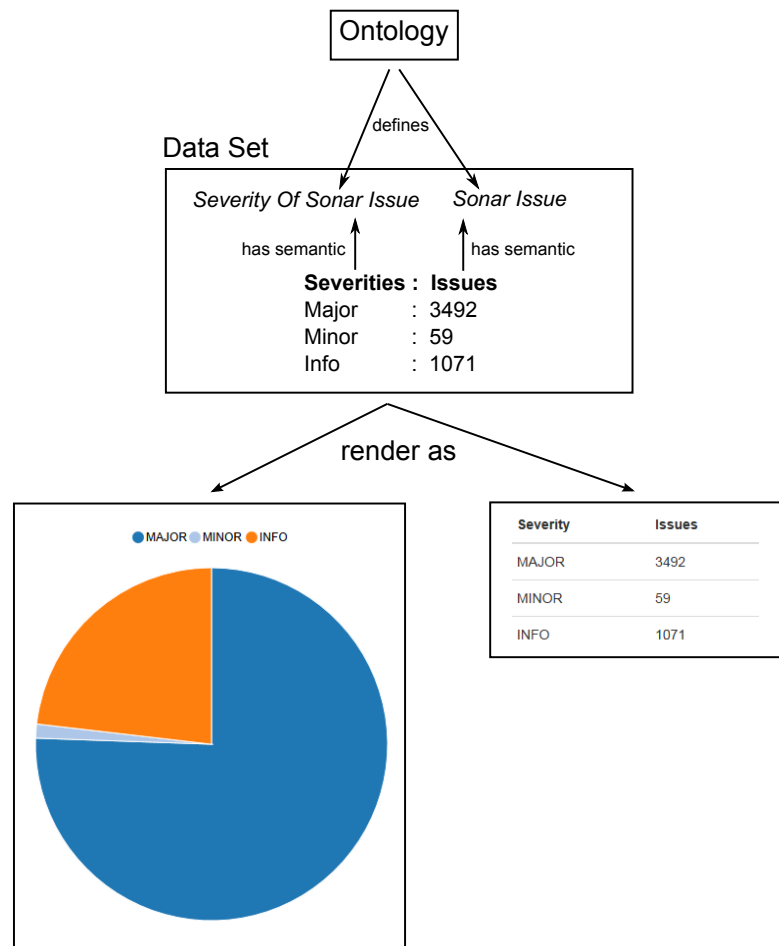 Ontology
defines
Data Set
Severity Of Sonar Issue Sonar Issue
has semantic has semantic
Severities : Issues
Major : 3492
Minor : 59
Info : 1071
render as
MAJOR MINOR INFO
Severity Issues
MAJOR 3492
MINOR 59
INFO 1071